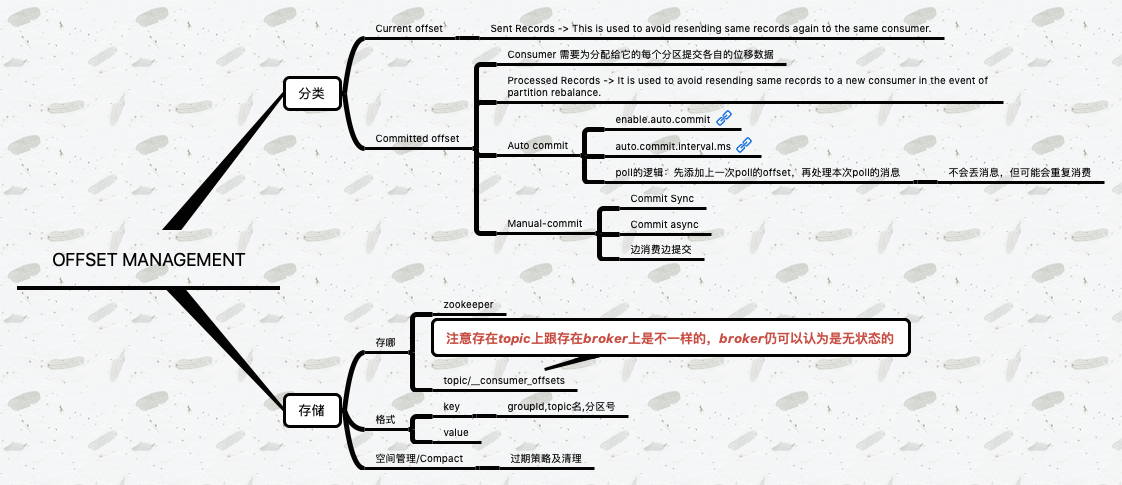 Current offset
Sent Records -> This is used to avoid resending same records again to the same consumer.
Consumer 需要为分配给它的每个分区提交各自的位移数据
分类
Processed Records -> It is used to avoid resending same records to a new consumer in the event of
partition rebalance.
Committed offset
enable.auto.commit
Auto commit
auto.commit.interval.ms
poll的逻辑：先添加上一次poll的offset，再处理本次poll的消息
不会丢消息，但可能会重复消费
Commit Sync
Manual-commit
Commit async
边消费边提交
OFFSET MANAGEMENT
zookeeper
存哪
注意存在topic上跟存在broker上是不一样的，broker仍可以认为是无状态的
topic/__consumer_offsets
存储
格式
key
groupId,topic名,分区号
value
空间管理/Compact
过期策略及清理